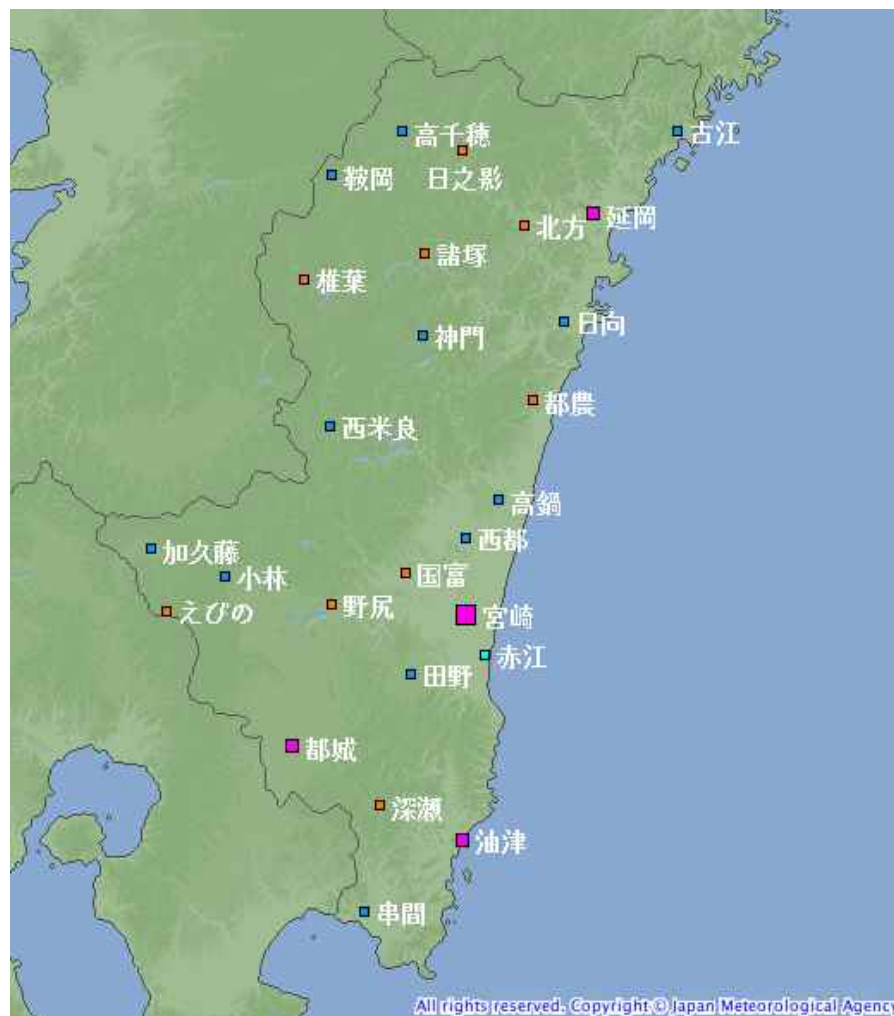 高千穂
古江
鞍岡
日之影
延岡
北方
諸塚
椎葉
日向
神門
都農
西米良
高鍋
西都
加久藤
国富
小林
えびの
野尻
宮崎
赤江
田野
都城
深瀬
油津
串間
All rights reserved. Copyright © Japan Meteorological Agency